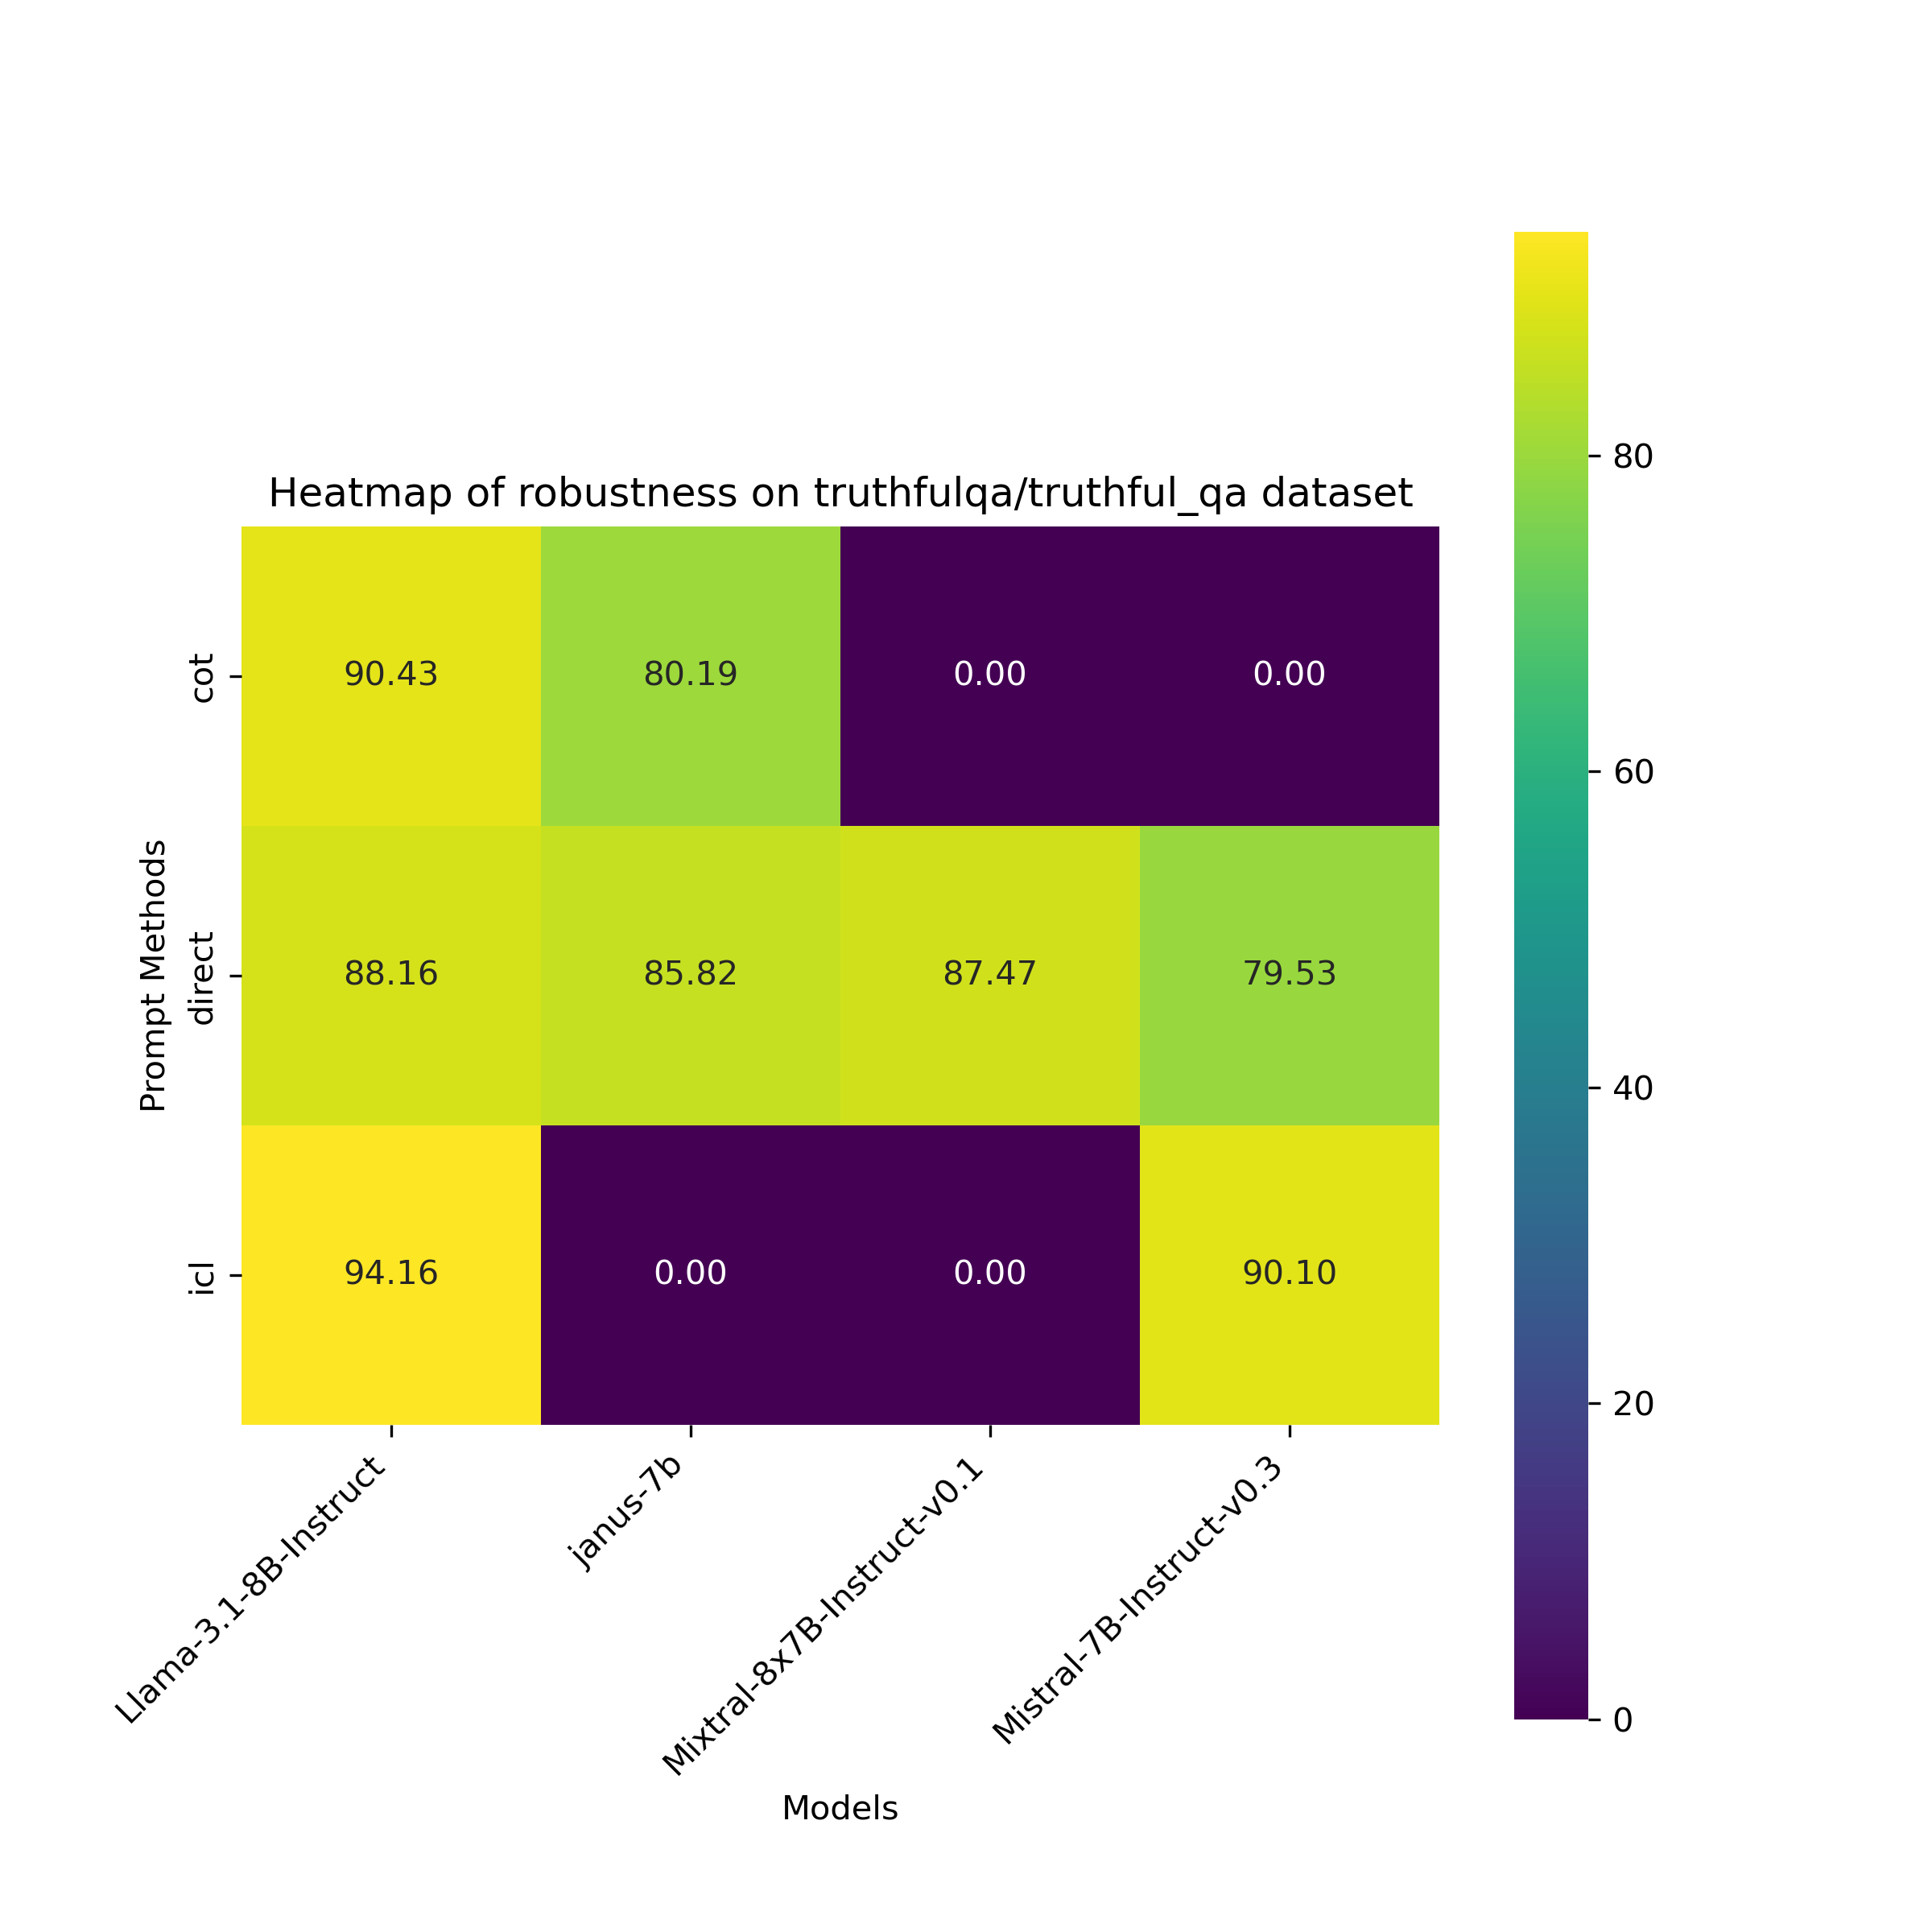 Heatmap of robustness on truthfulqa/truthful_qa dataset
Prompt Methods
cot
90.43
80.19
0.00
0.00
direct
88.16
85.82
87.47
79.53
icl
94.16
0.00
0.00
90.10
Llama-3.1-8B-Instruct
janus-7b
Mixtral-8x7B-Instruct-v0.1
Mistral-7B-Instruct-v0.3
Models
80
60
40
20
0